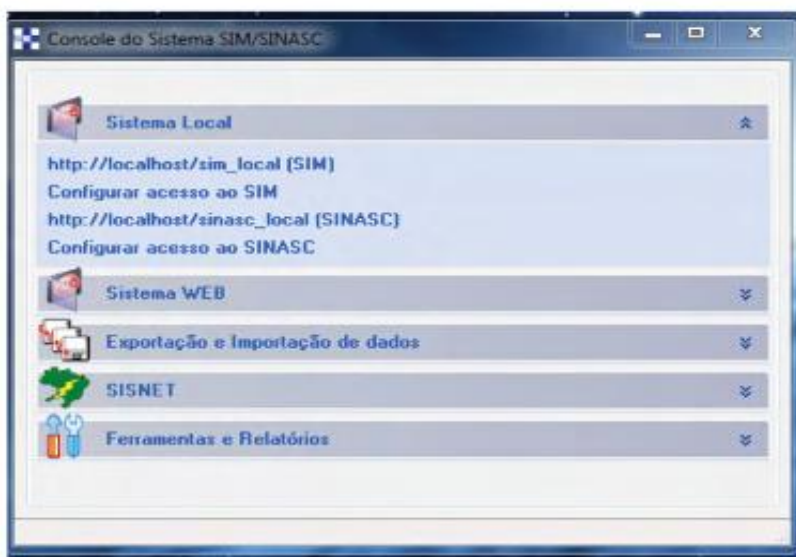 Console do Sistema SIM/SINASC
Sistema Local
http://localhost/sim_local (SIM)
Configurar acesso ao SIM
http://localhost/sinasc_local (SINASC)
Configurar acesso ao SINASC
Sistema WEB
Exportação e Importação de dados
SISNET
Ferramentas e Relatórios